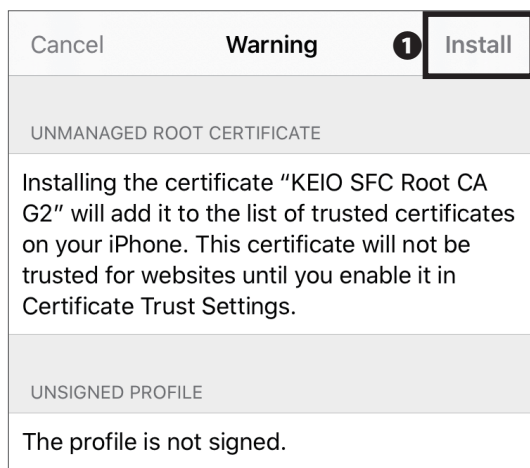 Cancel Warning ❶ Install
UNMANAGED ROOT CERTIFICATE
Installing the certificate “KEIO SFC Root CA
G2” will add it to the list of trusted certificates
on your iPhone. This certificate will not be
trusted for websites until you enable it in
Certificate Trust Settings.
UNSIGNED PROFILE
The profile is not signed.